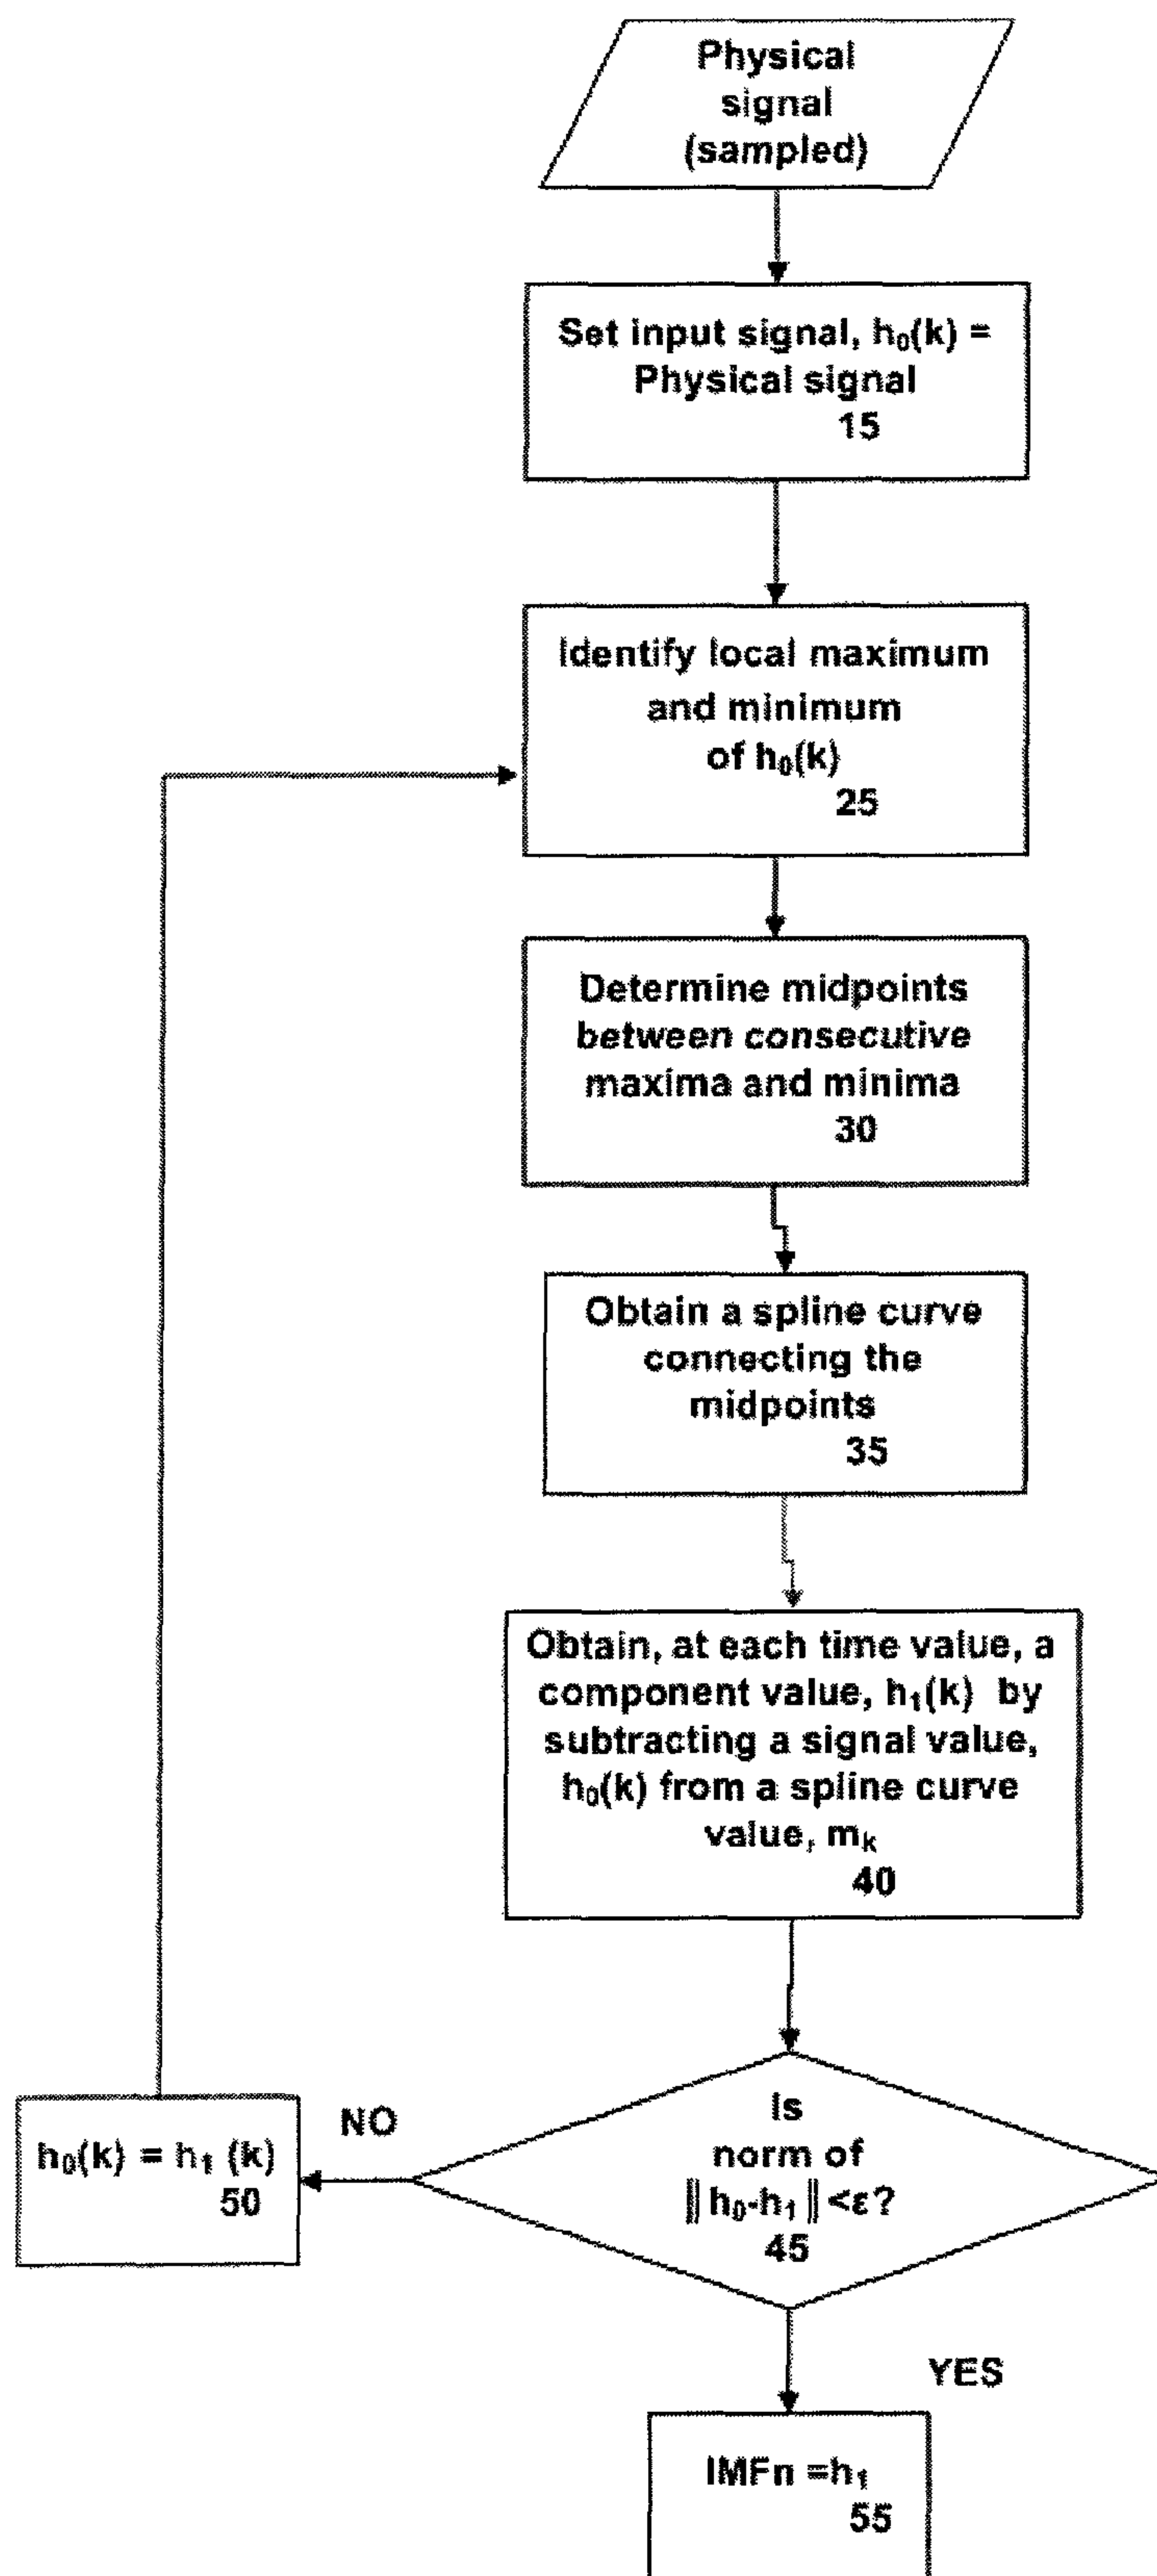 Physical
signal
(sampled)
Set input signal, h₀(k) =
Physical signal
15
Identify local maximum
and minimum
of h₀(k)
25
Determine midpoints
between consecutive
maxima and minima
30
Obtain a spline curve
connecting the
midpoints
35
Obtain, at each time value, a
component value, h₁(k) by
subtracting a signal value,
h₀(k) from a spline curve
value, mₖ
40
Is
norm of
‖ h₀-h₁ ‖ <ε?
45
NO
h₀(k) = h₁ (k)
50
YES
IMFn =h₁
55